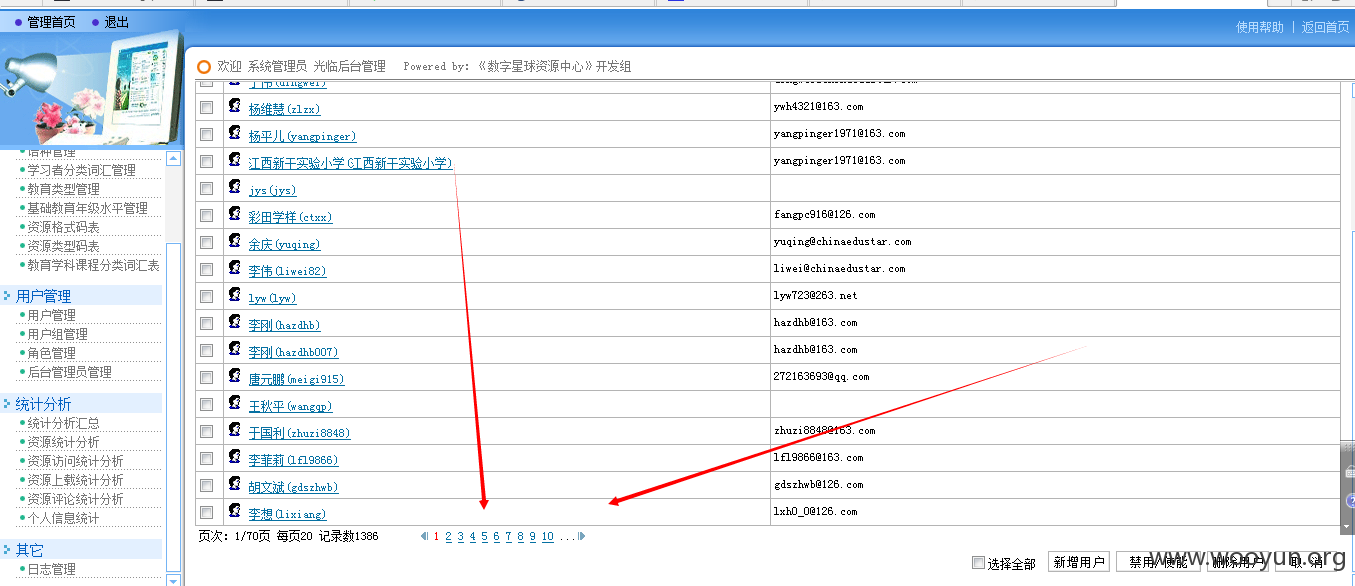 管理首页 退出
使用帮助 | 返回首页
欢迎 系统管理员 光临后台管理 Powered by:《数字星球资源中心》开发组
语种管理
学习者分类词汇管理
教育类型管理
基础教育年级水平管理
资源格式码表
资源类型码表
教育学科课程分类词汇表
用户管理
用户管理
用户组管理
角色管理
后台管理员管理
统计分析
统计分析汇总
资源统计分析
资源访问统计分析
资源上载统计分析
资源评论统计分析
个人信息统计
其它
日志管理
丁伟(dingwei)
杨维慧(zlzx) ywh4321@163.com
杨平儿(yangpinger) yangpinger1971@163.com
江西新干实验小学(江西新干实验小学) yangpinger1971@163.com
jys(jys)
彩田学样(ctxx) fangpc916@126.com
余庆(yuqing) yuqing@chinaedustar.com
李伟(liwei82) liwei@chinaedustar.com
lyw(lyw) lyw723@263.net
李刚(hazdhb) hazdhb@163.com
李刚(hazdhb007) hazdhb@163.com
唐元鹏(meigi915) 272163693@qq.com
王秋平(wangqp)
于国利(zhuzi8848) zhuzi8848@163.com
李菲莉(lfl9866) lfl9866@163.com
胡文斌(gdszhwb) gdszhwb@126.com
李想(lixiang) lxh0_0@126.com
页次：1/70页 每页20 记录数1386 1 2 3 4 5 6 7 8 9 10 ...
选择全部 新增用户 禁用/使能 删除用户 取 消
www.wooyun.org